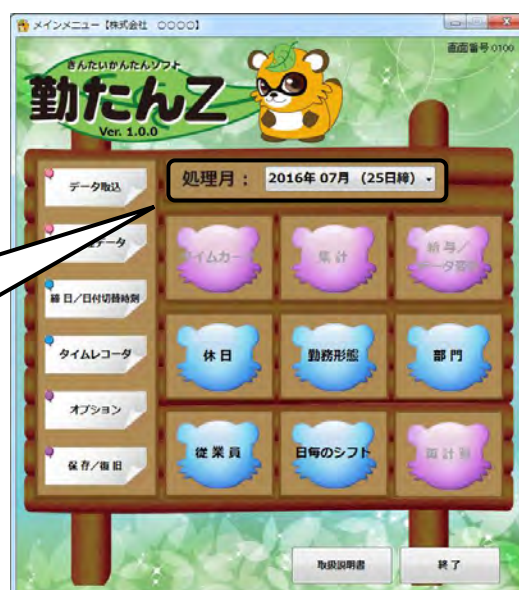 メインメニュー【株式会社 ○○○○】
画面番号 0100
きんたいかんたんソフト
勤たんZ
Ver. 1.0.0
処理月： 2016年 07月 （25日締）
データ取込
データ
締日／日付切替時刻
タイムレコーダ
オプション
保存／復旧
タイムカー
集計
給与／
休日
勤務形態
部門
従業員
日毎のシフト
取扱説明書
終了